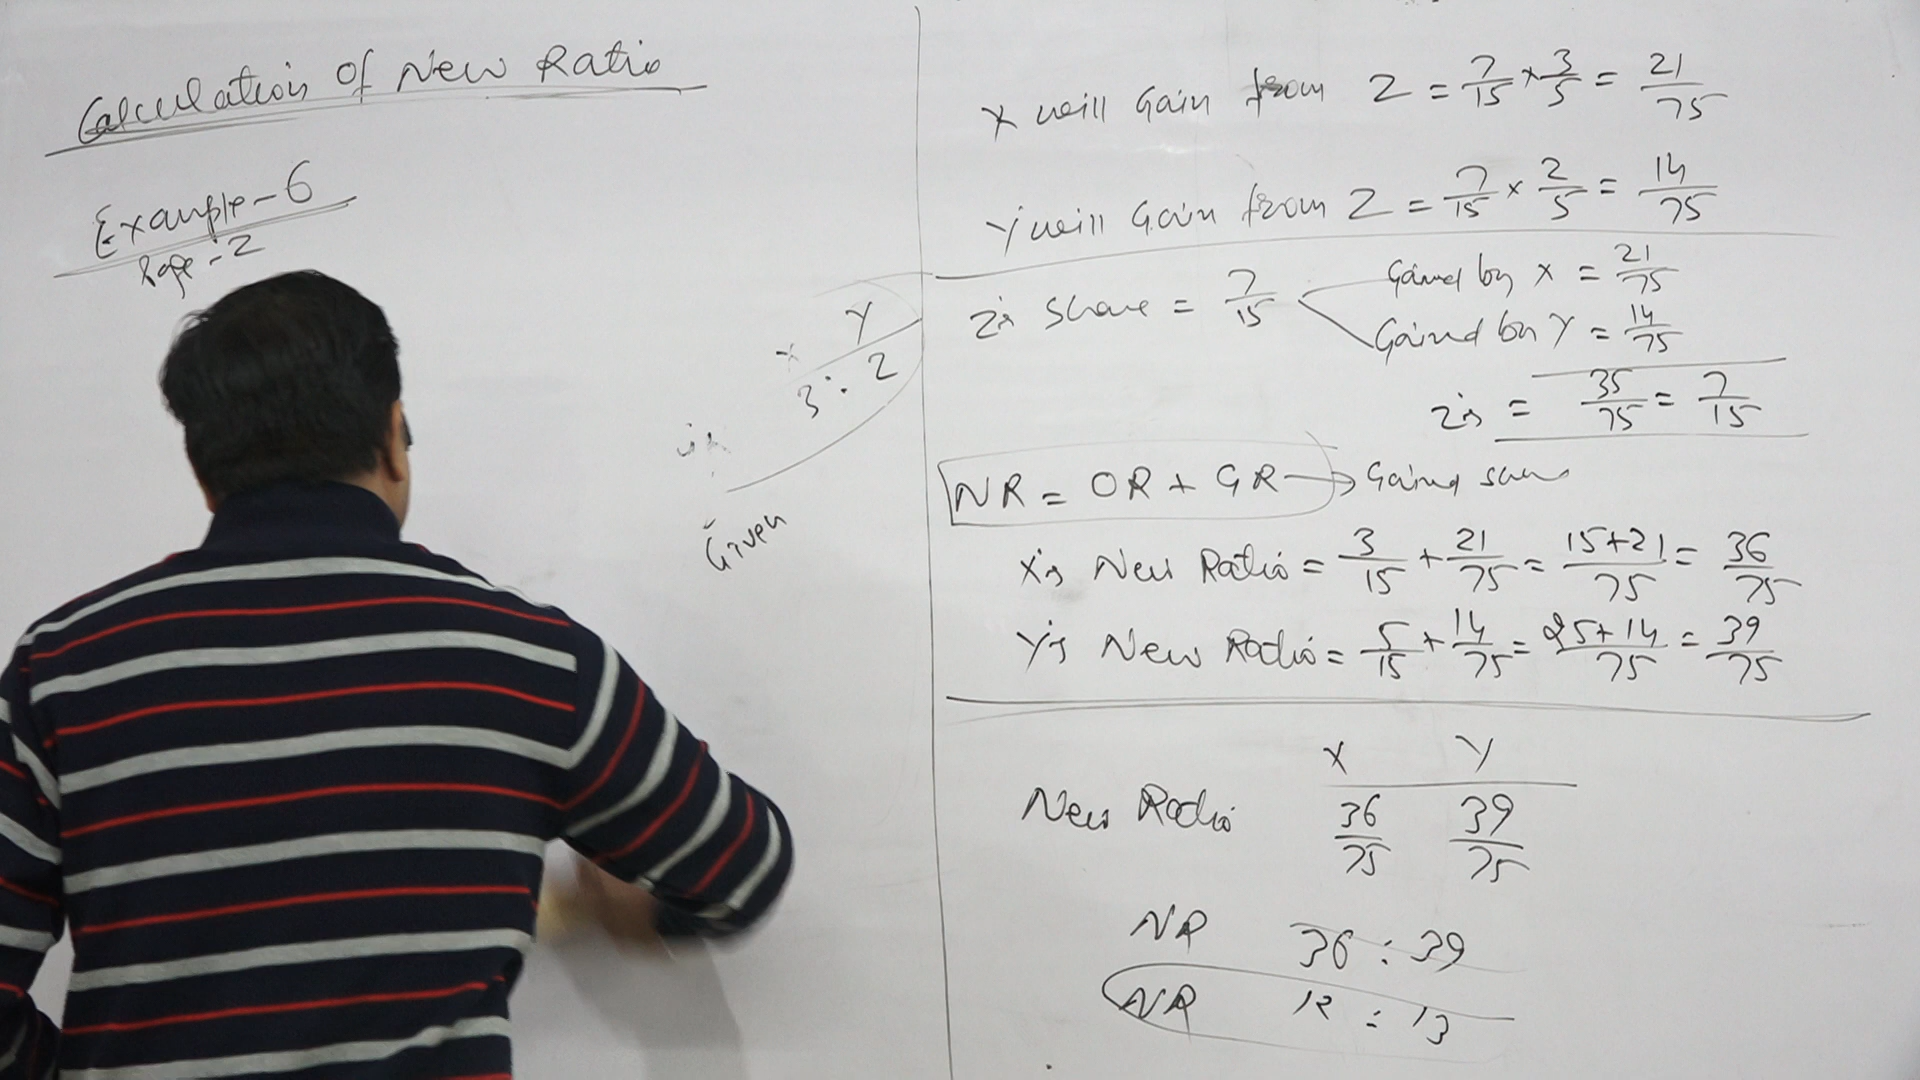 Calculation of New Ratio
Example-6
Page-2
X Y
3 : 2
Given
X will Gain from Z = 7/15 × 3/5 = 21/75
Y will Gain from Z = 7/15 × 2/5 = 14/75
Z's Share = 7/15
Gained by X = 21/75
Gained by Y = 14/75
Z's = 35/75 = 7/15
NR = OR + GR → Gaining
X's New Ratio = 3/15 + 21/75 = 15+21/75 = 36/75
Y's New Ratio = 5/15 + 14/75 = 25+14/75 = 39/75
X Y
New Ratio 36/75 39/75
NR 36 : 39
NR 12 : 13